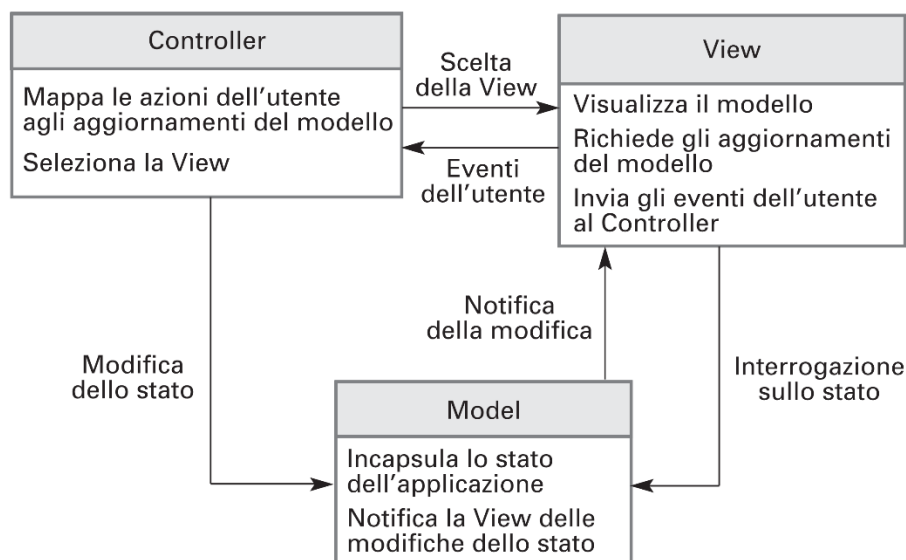 Controller
Mappa le azioni dell'utente
agli aggiornamenti del modello
Seleziona la View
Scelta
della View
Eventi
dell'utente
View
Visualizza il modello
Richiede gli aggiornamenti
del modello
Invia gli eventi dell'utente
al Controller
Modifica
dello stato
Notifica
della modifica
Interrogazione
sullo stato
Model
Incapsula lo stato
dell'applicazione
Notifica la View delle
modifiche dello stato